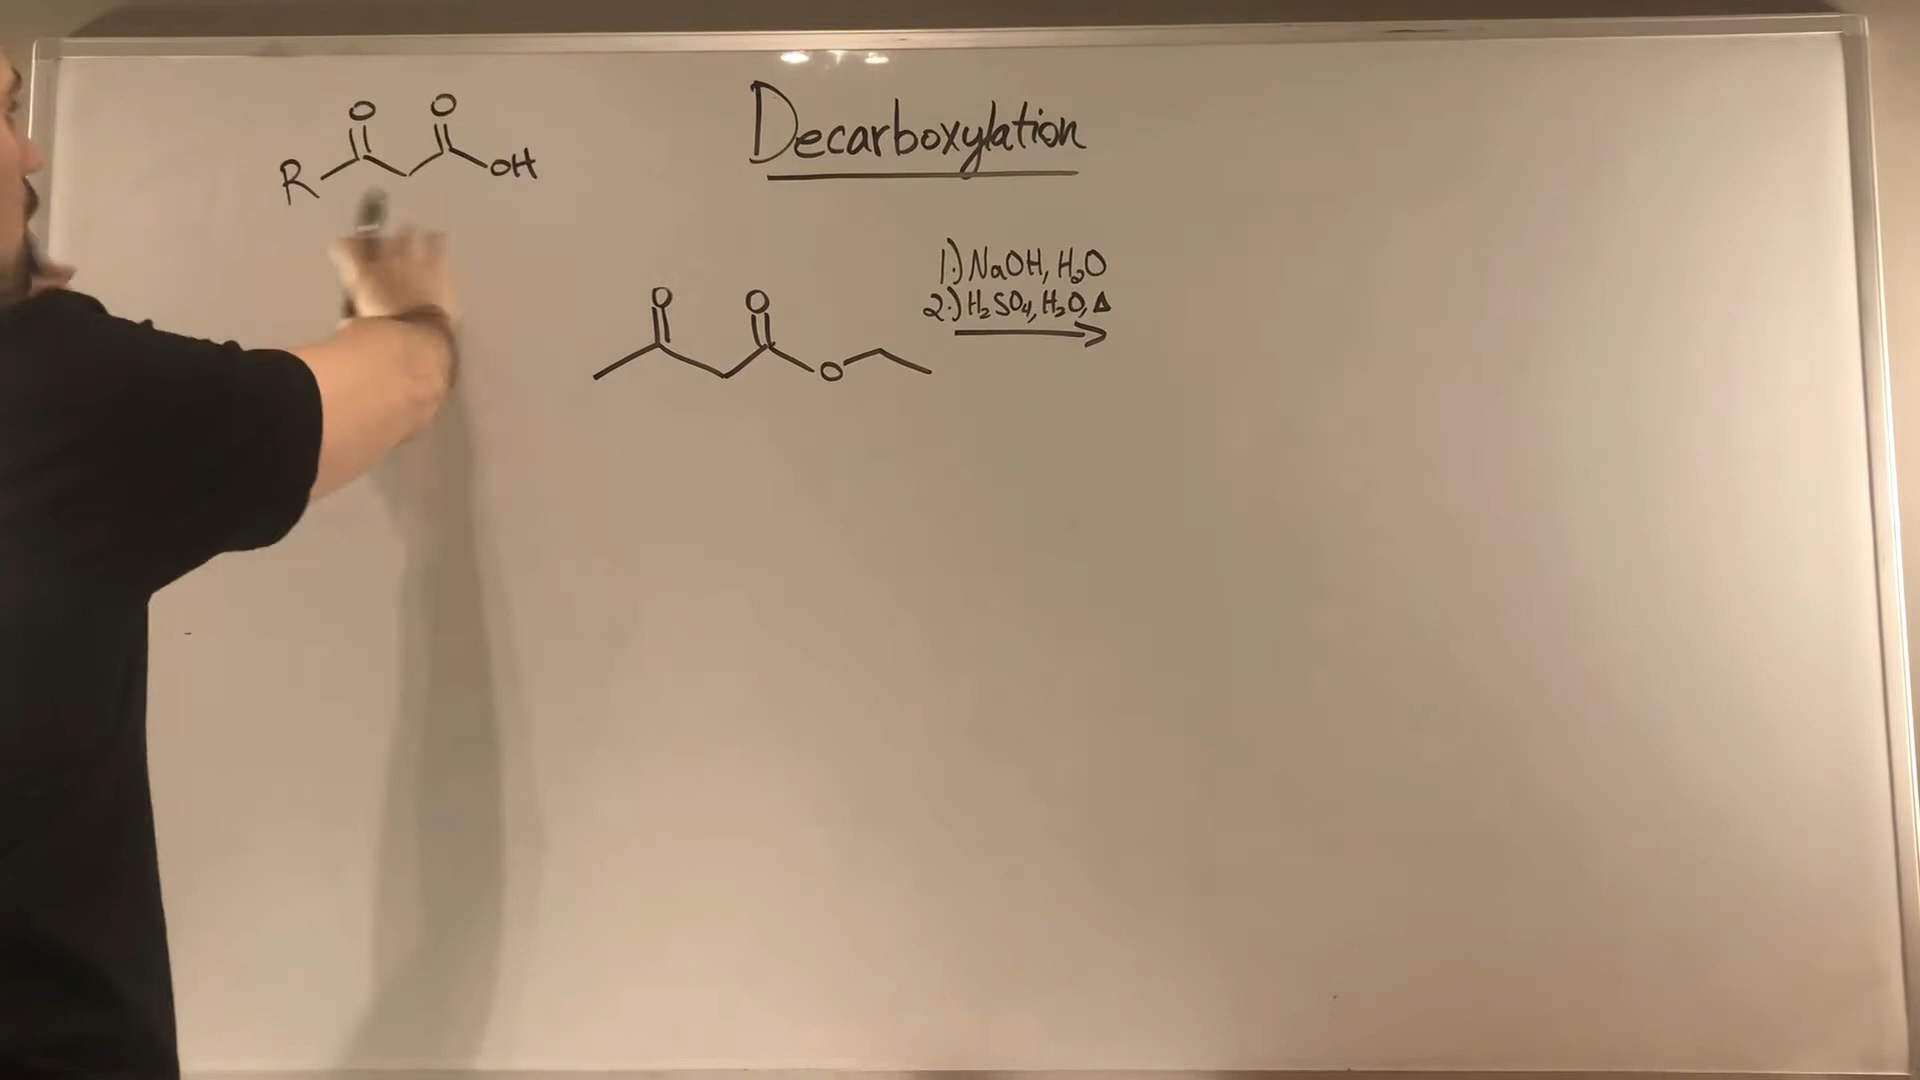 Decarboxylation
O O
R OH
1.) NaOH, H₂O
2.) H₂SO₄, H₂O, Δ
O O
O